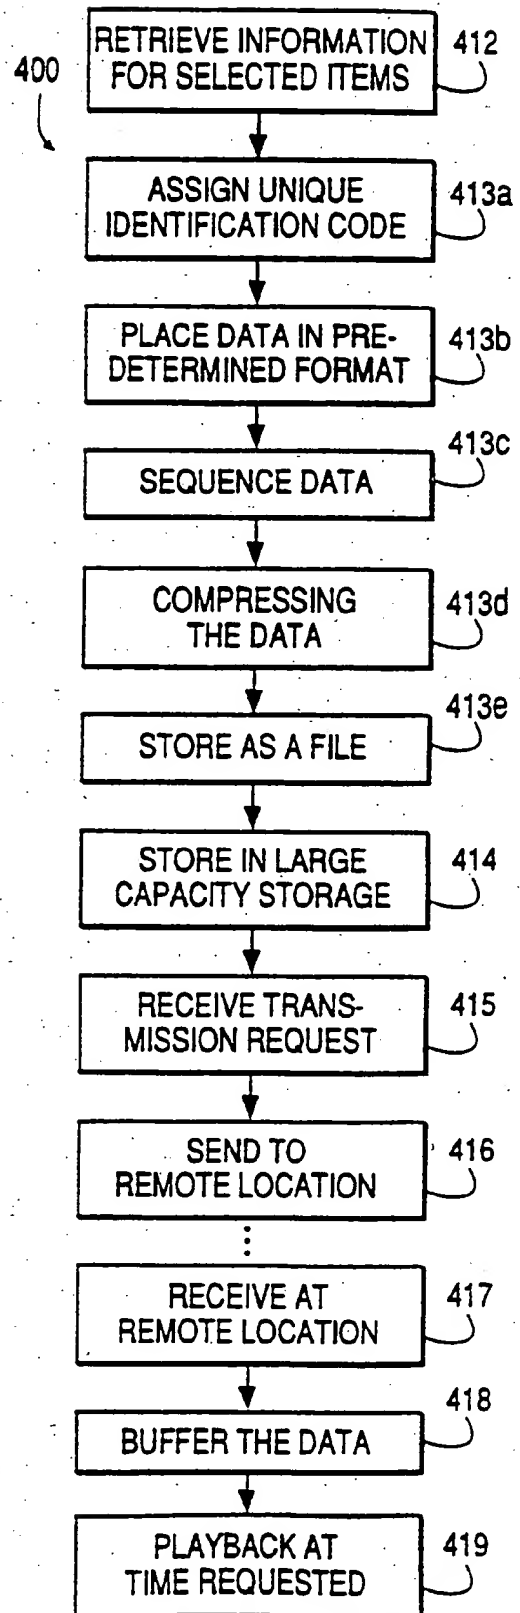 400
RETRIEVE INFORMATION
FOR SELECTED ITEMS
412
ASSIGN UNIQUE
IDENTIFICATION CODE
413a
PLACE DATA IN PRE-
DETERMINED FORMAT
413b
SEQUENCE DATA
413c
COMPRESSING
THE DATA
413d
STORE AS A FILE
413e
STORE IN LARGE
CAPACITY STORAGE
414
RECEIVE TRANS-
MISSION REQUEST
415
SEND TO
REMOTE LOCATION
416
RECEIVE AT
REMOTE LOCATION
417
BUFFER THE DATA
418
PLAYBACK AT
TIME REQUESTED
419